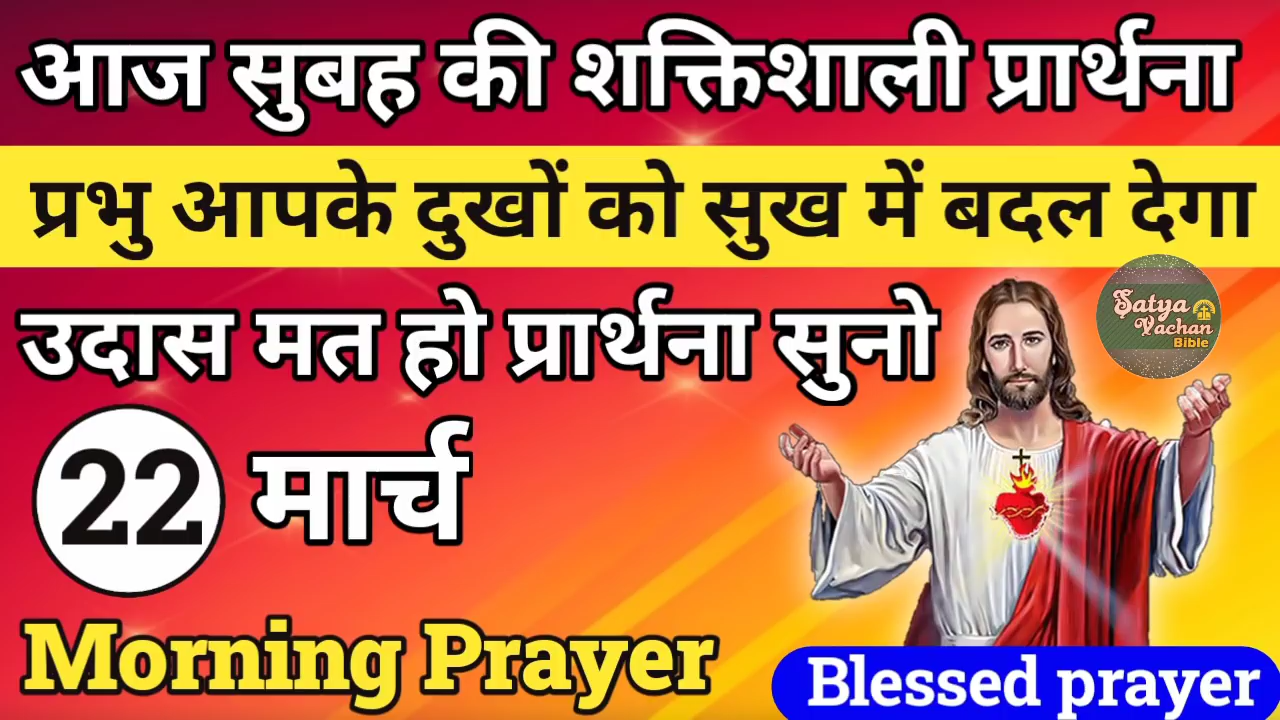 आज सुबह की शक्तिशाली प्रार्थना
प्रभु आपके दुखों को सुख में बदल देगा
उदास मत हो प्रार्थना सुनो
Satya
Vachan
Bible
22 मार्च
Morning Prayer
Blessed prayer